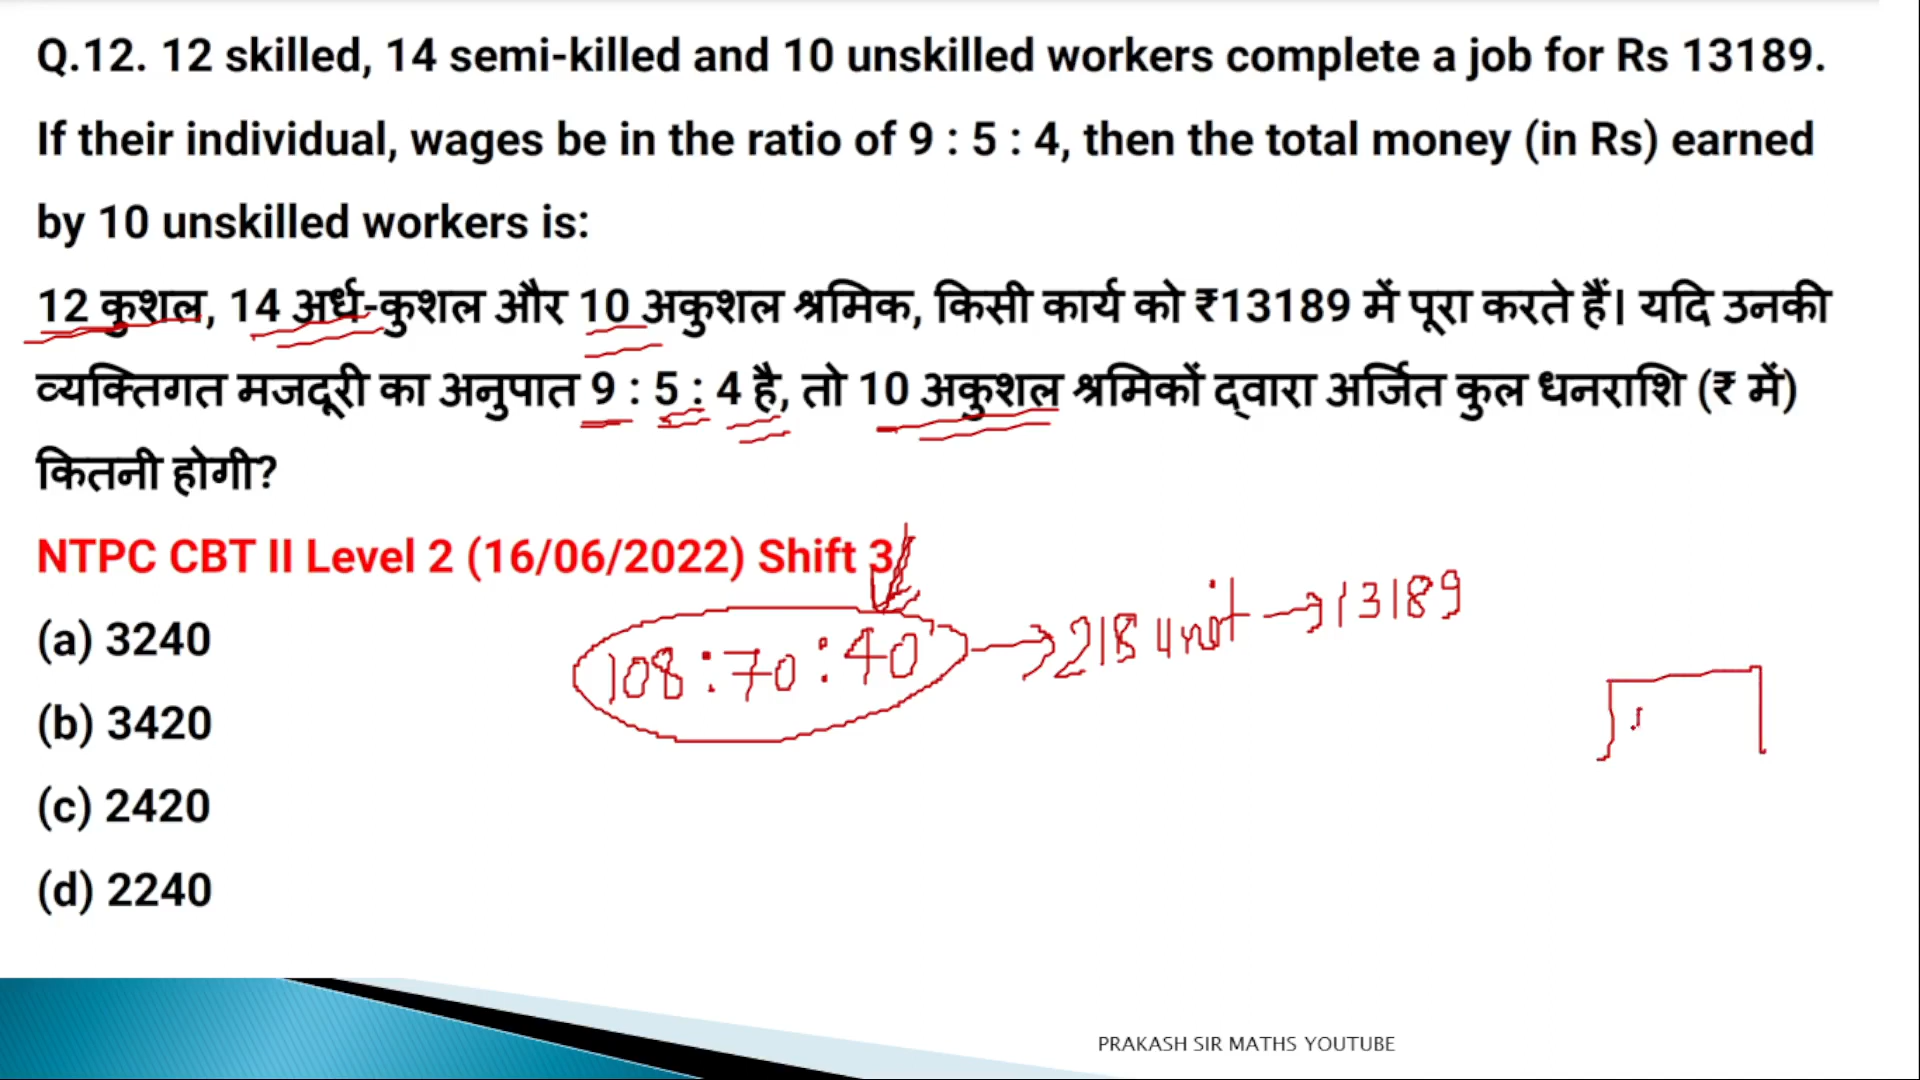 Q.12. 12 skilled, 14 semi-killed and 10 unskilled workers complete a job for Rs 13189.
If their individual, wages be in the ratio of 9 : 5 : 4, then the total money (in Rs) earned
by 10 unskilled workers is:
12 कुशल, 14 अर्ध-कुशल और 10 अकुशल श्रमिक, किसी कार्य को ₹13189 में पूरा करते हैं। यदि उनकी
व्यक्तिगत मजदूरी का अनुपात 9 : 5 : 4 है, तो 10 अकुशल श्रमिकों द्वारा अर्जित कुल धनराशि (₹ में)
कितनी होगी?
NTPC CBT II Level 2 (16/06/2022) Shift 3
108 : 70 : 40 → 218 unit → 13189
(a) 3240
(b) 3420
(c) 2420
(d) 2240
PRAKASH SIR MATHS YOUTUBE